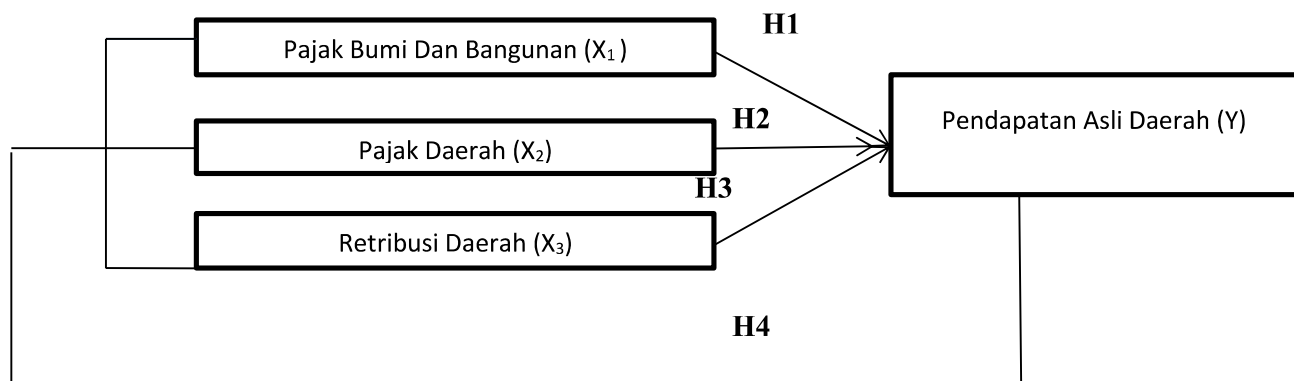 H1
Pajak Bumi Dan Bangunan (X₁ )
Pendapatan Asli Daerah (Y)
H2
Pajak Daerah (X₂)
H3
Retribusi Daerah (X₃)
H4